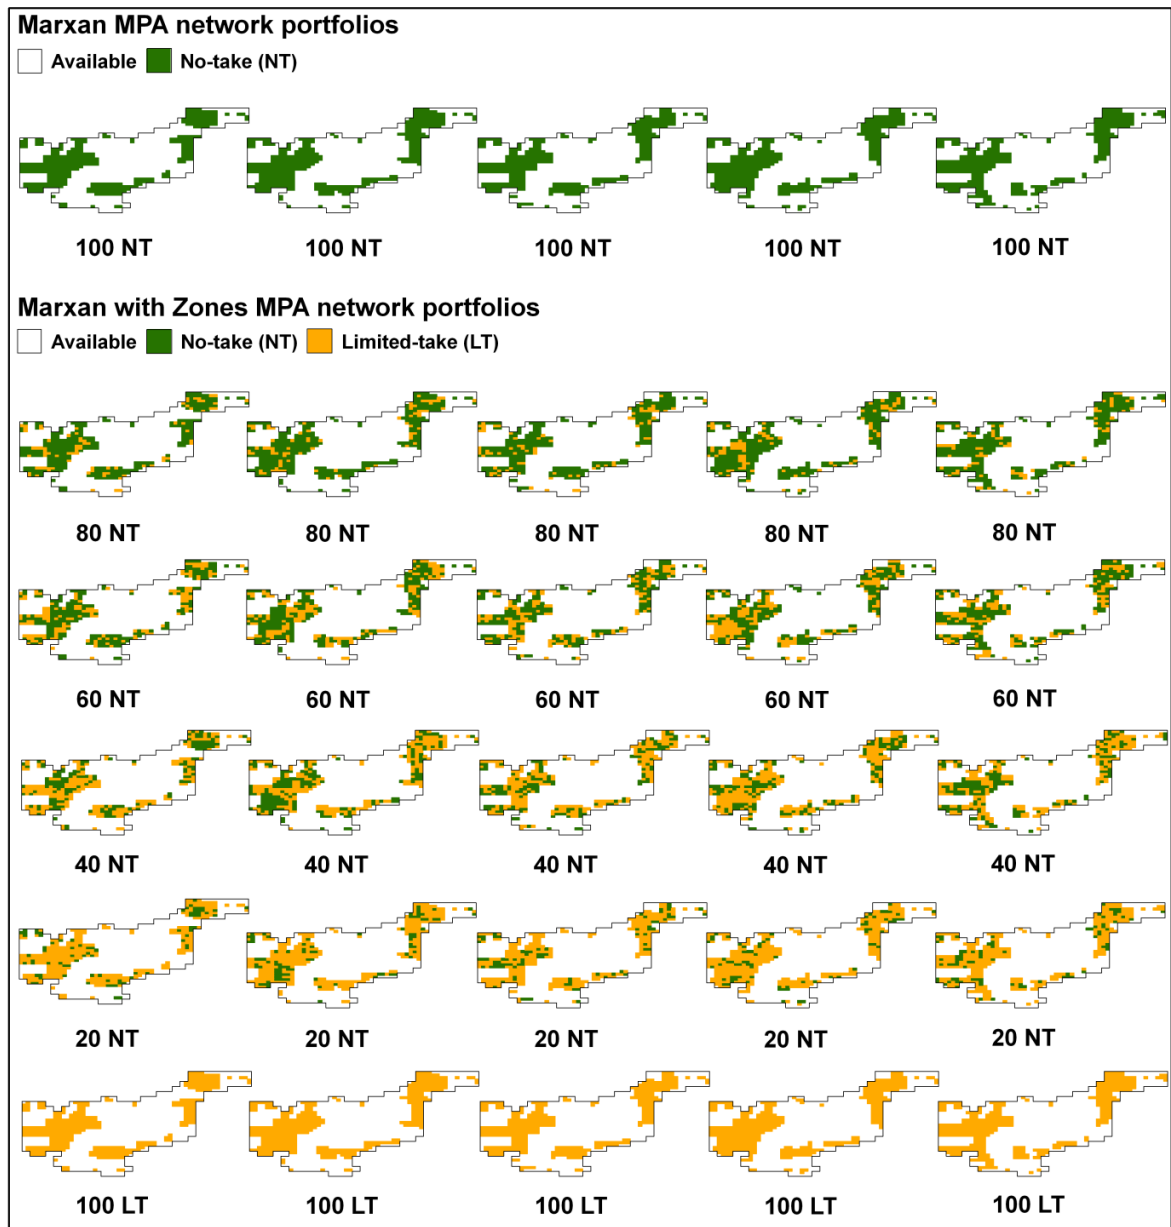 Marxan MPA network portfolios
Available No-take (NT)
100 NT 100 NT 100 NT 100 NT 100 NT
Marxan with Zones MPA network portfolios
Available No-take (NT) Limited-take (LT)
80 NT 80 NT 80 NT 80 NT 80 NT
60 NT 60 NT 60 NT 60 NT 60 NT
40 NT 40 NT 40 NT 40 NT 40 NT
20 NT 20 NT 20 NT 20 NT 20 NT
100 LT 100 LT 100 LT 100 LT 100 LT